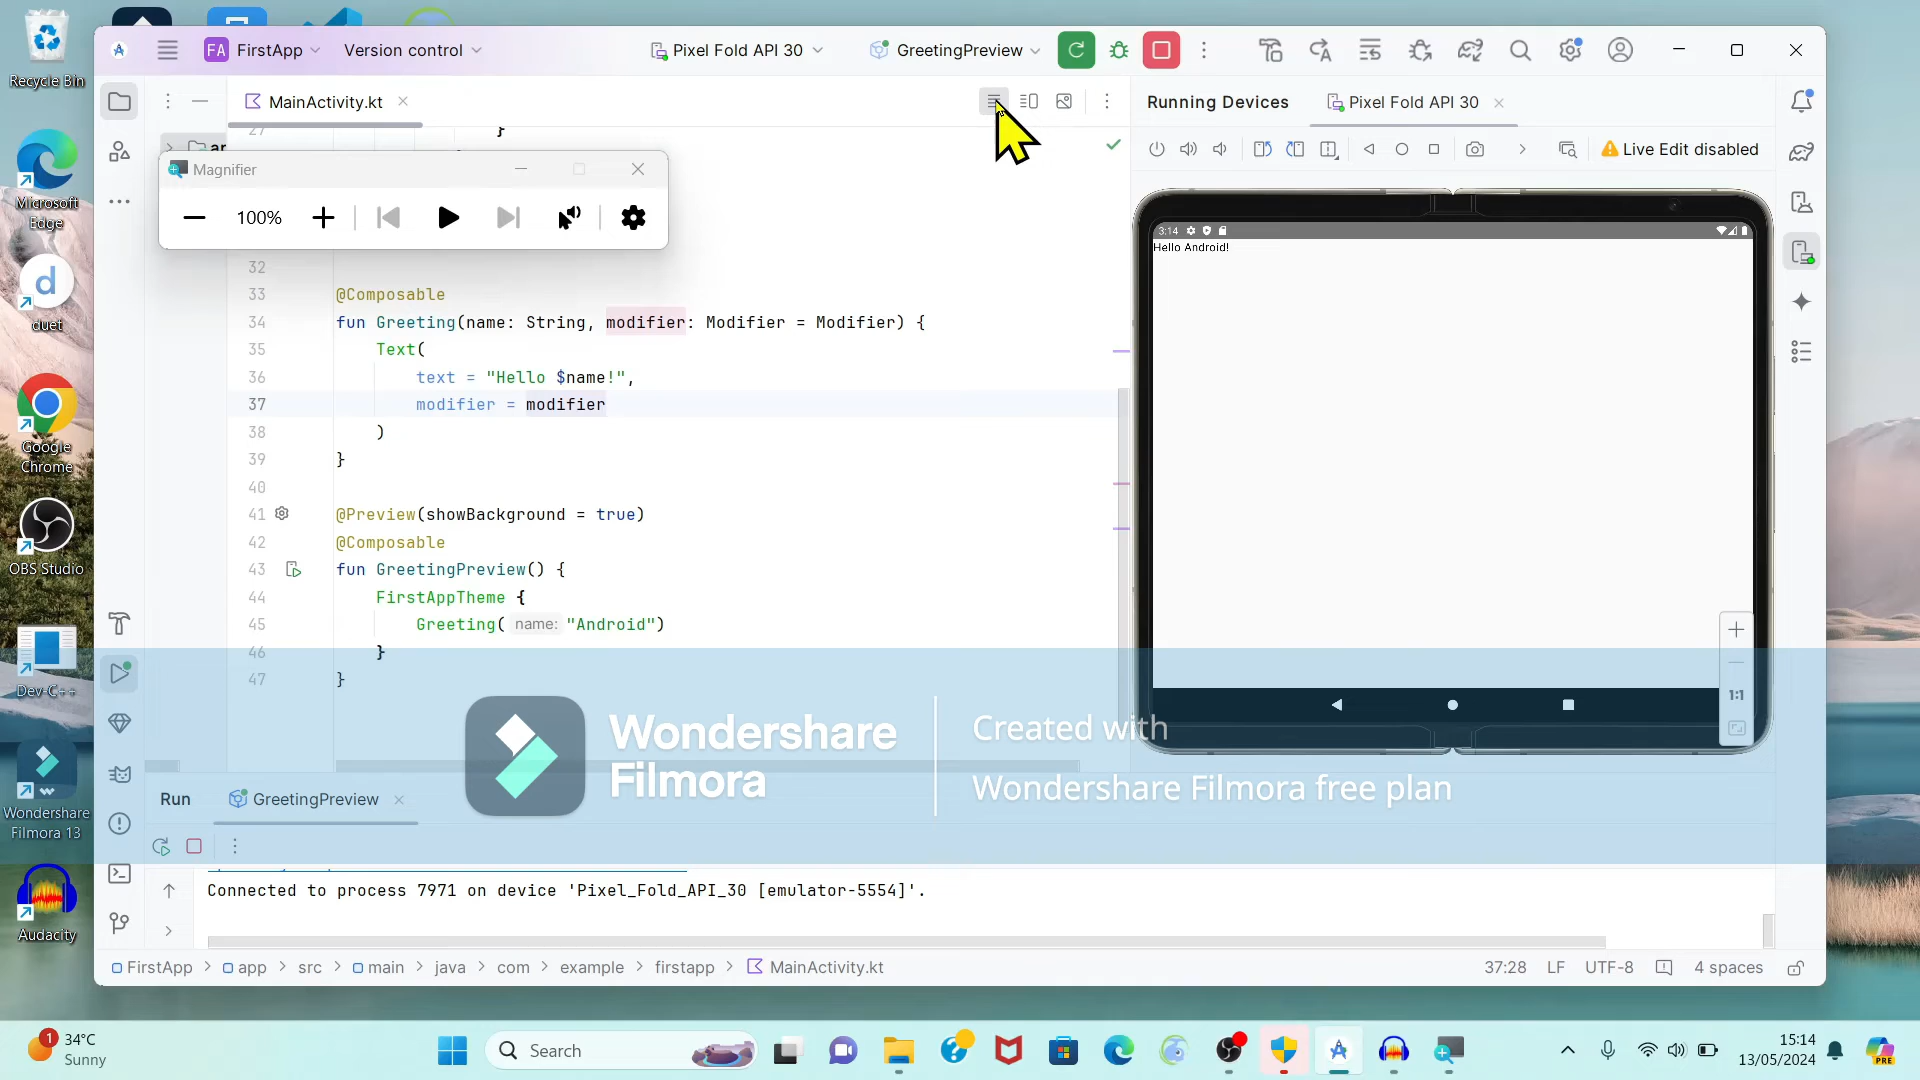 Recycle Bin
FA FirstApp
Version control
Pixel Fold API 30
GreetingPreview
MainActivity.kt
Running Devices
Pixel Fold API 30
Live Edit disabled
Magnifier
100%
27
}
32
33 @Composable
34 fun Greeting(name: String, modifier: Modifier = Modifier) {
35 Text(
36 text = "Hello $name!",
37 modifier = modifier
38 )
39 }
40
41 @Preview(showBackground = true)
42 @Composable
43 fun GreetingPreview() {
44 FirstAppTheme {
45 Greeting( name: "Android")
46 }
47 }
3:14
Hello Android!
1:1
Microsoft
Edge
duet
Google
Chrome
OBS Studio
Dev-C++
Wondershare
Filmora 13
Audacity
Wondershare
Filmora
Created with
Wondershare Filmora free plan
Run
GreetingPreview
Connected to process 7971 on device 'Pixel_Fold_API_30 [emulator-5554]'.
FirstApp > app > src > main > java > com > example > firstapp > MainActivity.kt
37:28 LF UTF-8 4 spaces
1
34°C
Sunny
Search
15:14
13/05/2024
PRE